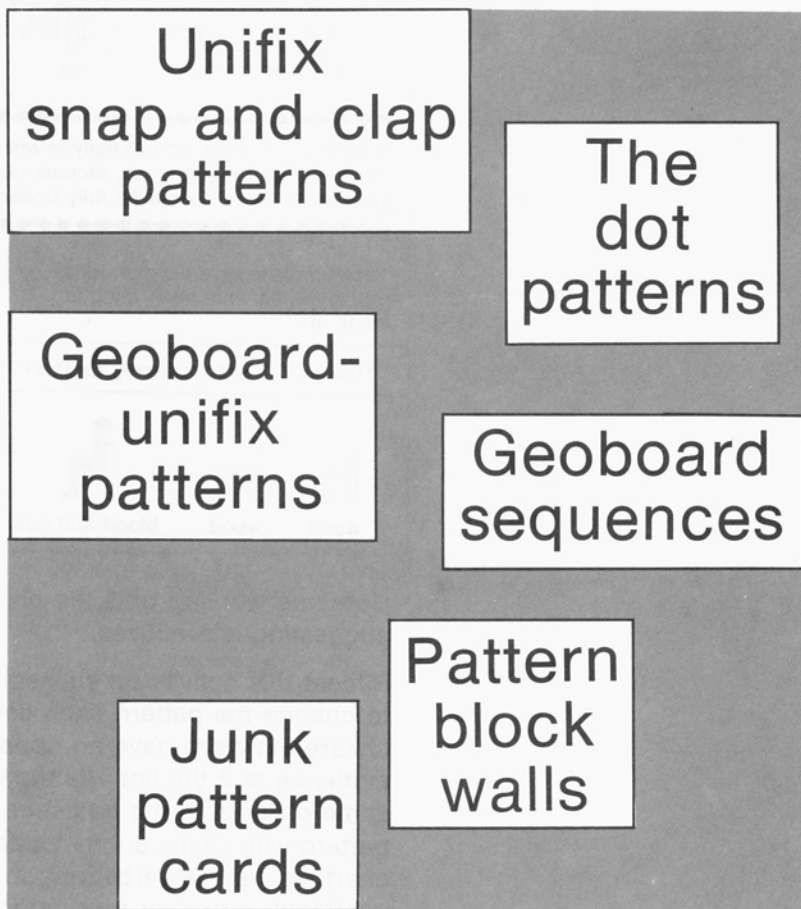 Unifix
snap and clap
patterns
The
dot
patterns
Geoboard-
unifix
patterns
Geoboard
sequences
Pattern
block
walls
Junk
pattern
cards